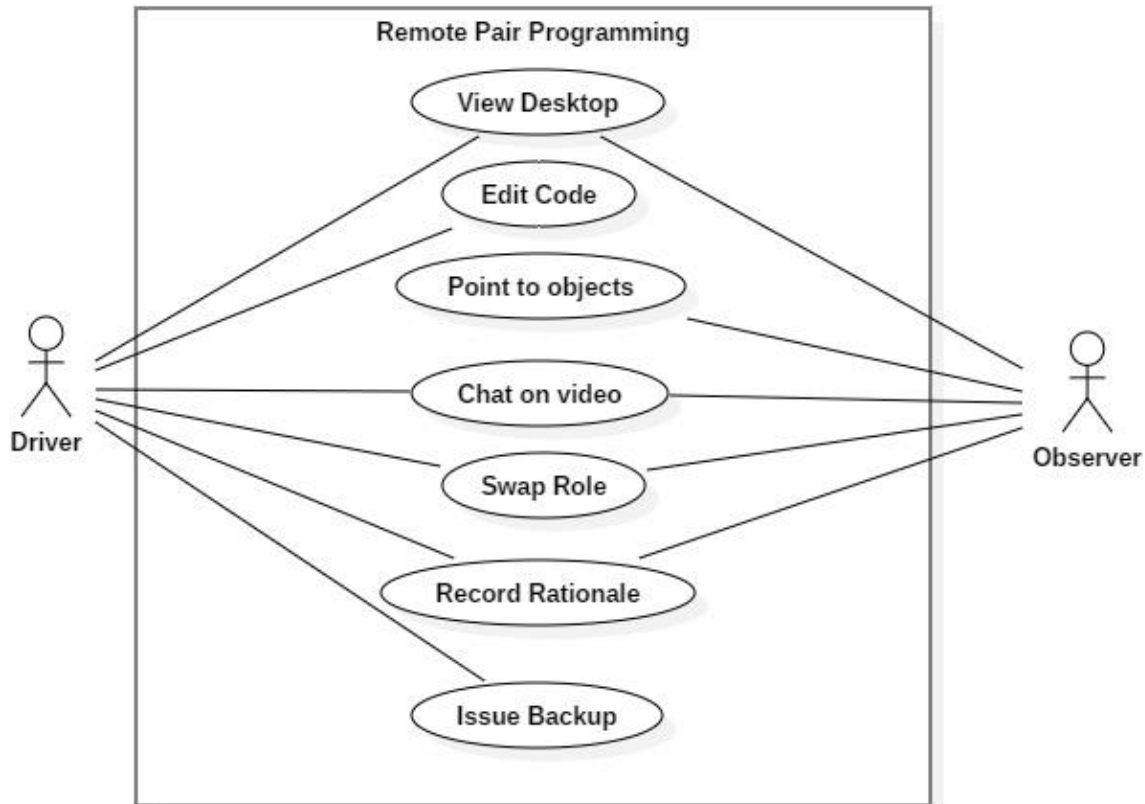 Remote Pair Programming
View Desktop
Edit Code
Point to objects
Chat on video
Driver
Observer
Swap Role
Record Rationale
Issue Backup